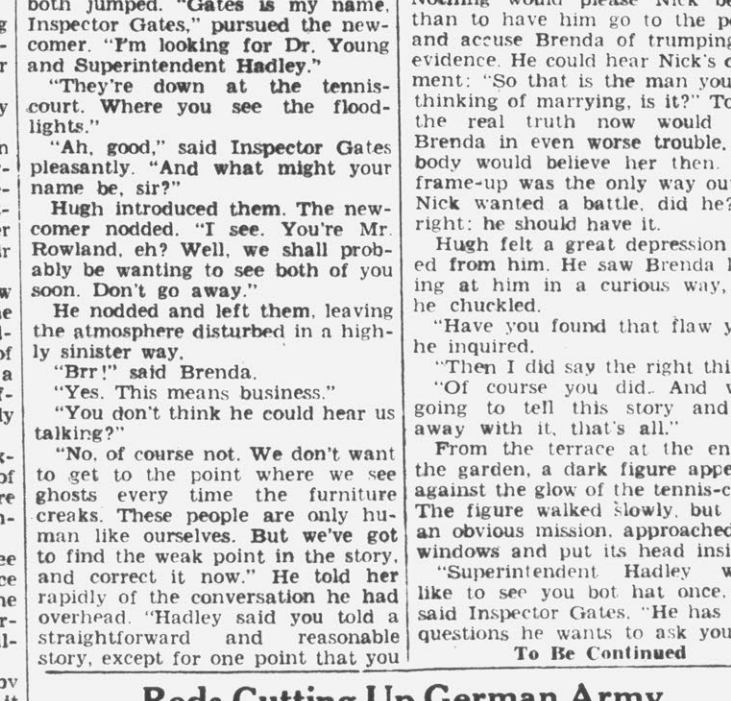 both jumped. "Gates is my name,
Inspector Gates," pursued the new-
comer. "I'm looking for Dr. Young
and Superintendent Hadley."
"They're down at the tennis-
court. Where you see the flood-
lights."
"Ah, good," said Inspector Gates
pleasantly. "And what might your
name be, sir?"
Hugh introduced them. The new-
comer nodded. "I see. You're Mr.
Rowland, eh? Well, we shall prob-
ably be wanting to see both of you
soon. Don't go away."
He nodded and left them, leaving
the atmosphere disturbed in a high-
ly sinister way.
"Brr!" said Brenda.
"Yes. This means business."
"You don't think he could hear us
talking?"
"No, of course not. We don't want
to get to the point where we see
ghosts every time the furniture
creaks. These people are only hu-
man like ourselves. But we've got
to find the weak point in the story,
and correct it now." He told her
rapidly of the conversation he had
overhead. "Hadley said you told a
straightforward and reasonable
story, except for one point that you
than to have him go to the
and accuse Brenda of trumping
evidence. He could hear Nick's
ment: "So that is the man you
thinking of marrying, is it?"
the real truth now would
Brenda in even worse trouble.
body would believe her then.
frame-up was the only way
Nick wanted a battle, did he?
right: he should have it.
Hugh felt a great depression
ed from him. He saw Brenda
ing at him in a curious way,
he chuckled.
"Have you found that flaw
he inquired.
"Then I did say the right
"Of course you did. And
going to tell this story and
away with it, that's all."
From the terrace at the
the garden, a dark figure
against the glow of the
The figure walked slowly, but
an obvious mission, approached
windows and put its head
"Superintendent Hadley
like to see you bot hat once,
said Inspector Gates. "He has
questions he wants to ask you
To Be Continued
Reds Cutting Up German Army